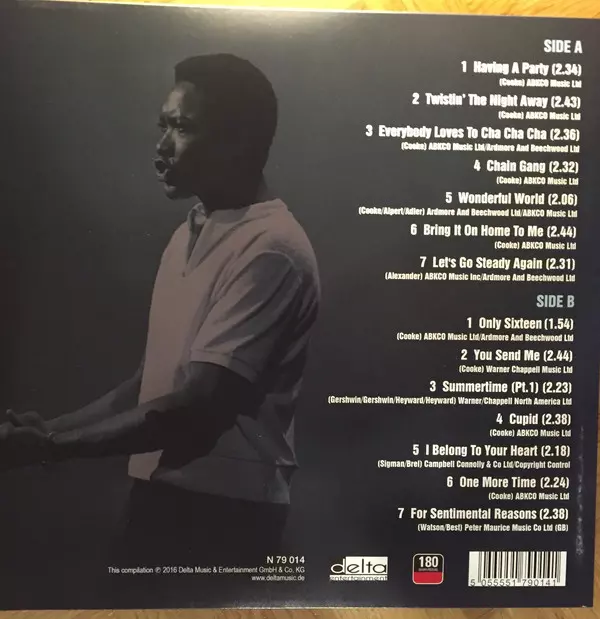 SIDE A
1 Having A Party (2.34)
(Cooke) ABKCO Music Ltd
2 Twistin' The Night Away (2.43)
(Cooke) ABKCO Music Ltd
3 Everybody Loves To Cha Cha Cha (2.36)
(Cooke) ABKCO Music Ltd/Ardmore And Beechwood Ltd
4 Chain Gang (2.32)
(Cooke) ABKCO Music Ltd
5 Wonderful World (2.06)
(Cooke/Alpert/Adler) Ardmore And Beechwood Ltd/ABKCO Music Ltd
6 Bring It On Home To Me (2.44)
(Cooke) ABKCO Music Ltd
7 Let's Go Steady Again (2.31)
(Alexander) ABKCO Music Inc/Ardmore And Beechwood Ltd
SIDE B
1 Only Sixteen (1.54)
(Cooke) ABKCO Music Ltd/Ardmore And Beechwood Ltd
2 You Send Me (2.44)
(Cooke) Warner Chappell Music Ltd
3 Summertime (Pt.1) (2.23)
(Gershwin/Gershwin/Heyward/Heyward) Warner/Chappell North America Ltd
4 Cupid (2.38)
(Cooke) ABKCO Music Ltd
5 I Belong To Your Heart (2.18)
(Sigman/Brel) Campbell Connolly & Co Ltd/Copyright Control
6 One More Time (2.24)
(Cooke) ABKCO Music Ltd
7 For Sentimental Reasons (2.38)
(Watson/Best) Peter Maurice Music Co Ltd (GB)
N 79 014
This compilation ℗ 2016 Delta Music & Entertainment GmbH & Co. KG
www.deltamusic.de
delta
entertainment
180
5 055551 790141